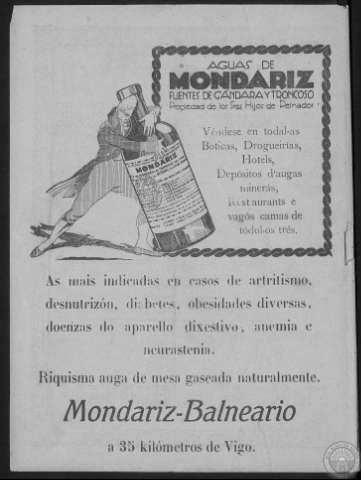 AGUAS DE
MONDARIZ
FUENTES DE GANDARA Y TRONCOSO
Propiedad de los Sres Hijos de Peinador
Véndese en todal-as
Boticas, Droguerias,
Hotels,
Depósitos d'augas
minerás,
Restaurants e
vagós camas de
todol-os trés.
MONDARIZ
As mais indicadas en casos de artritismo,
desnutrizón, diabetes, obesidades diversas,
doenzas do aparello dixestivo, anemia e
neurastenia.
Riquisma auga de mesa gaseada naturalmente.
Mondariz-Balneario
a 35 kilómetros de Vigo.